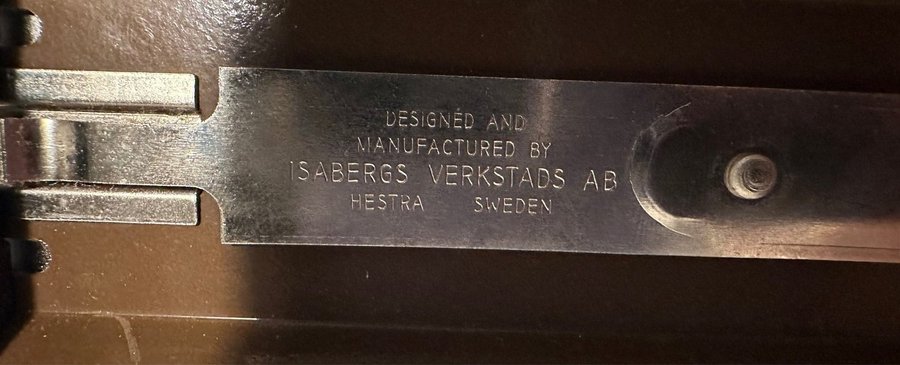 DESIGNED AND
MANUFACTURED BY
ISABERGS VERKSTADS AB
HESTRA SWEDEN